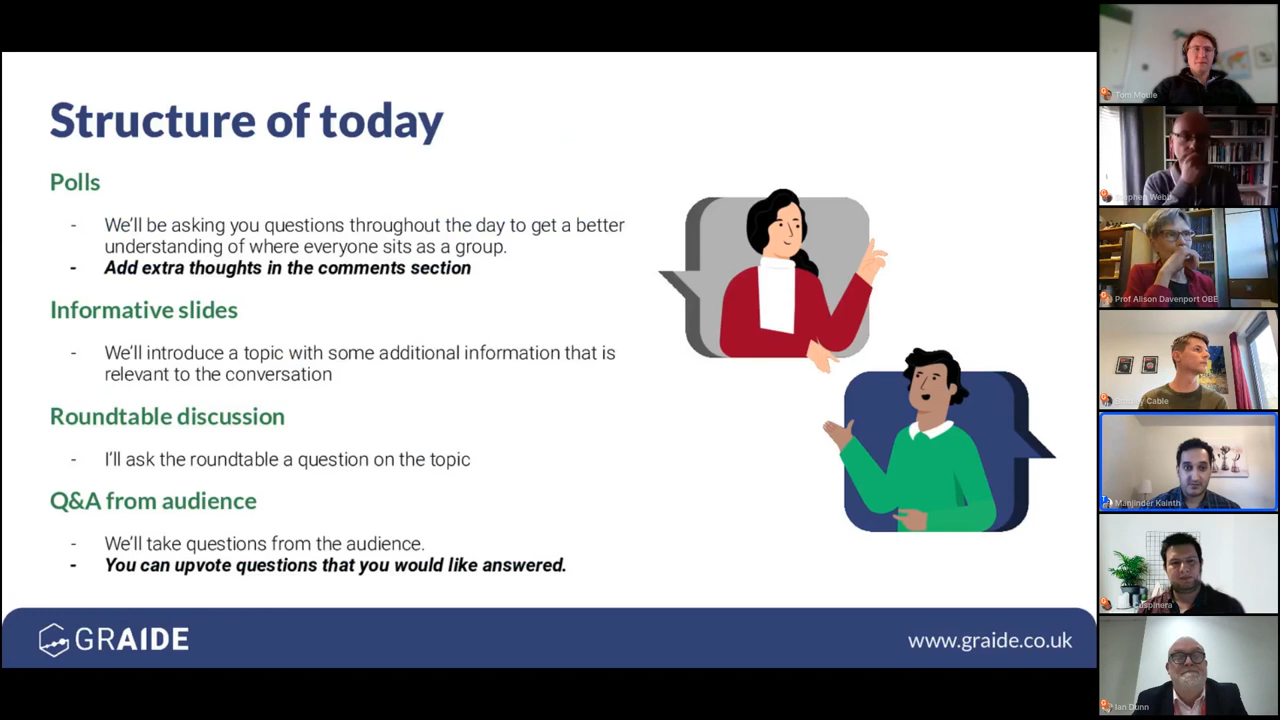 Structure of today
Polls
- We'll be asking you questions throughout the day to get a better
understanding of where everyone sits as a group.
- Add extra thoughts in the comments section
Informative slides
- We'll introduce a topic with some additional information that is
relevant to the conversation
Roundtable discussion
- I'll ask the roundtable a question on the topic
Q&A from audience
- We'll take questions from the audience.
- You can upvote questions that you would like answered.
GRAIDE
www.graide.co.uk
Tom Moule
Stephen Webb
Prof Alison Davenport OBE
Cable
Manjinder Kainth
Cuspinera
Ian Dunn